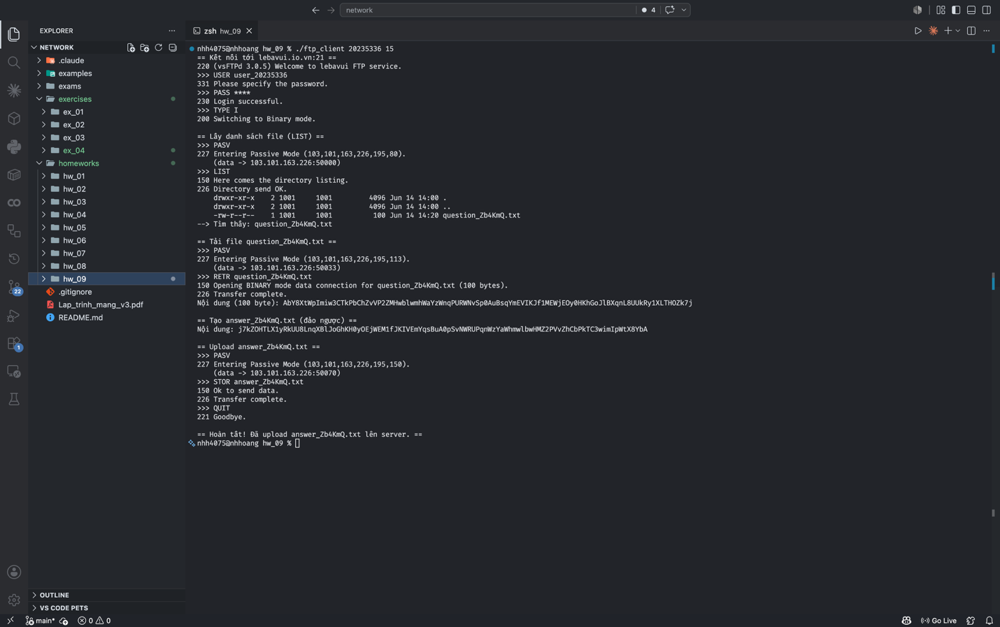 network
4
EXPLORER
zsh hw_09
NETWORK
.claude
examples
exams
exercises
ex_01
ex_02
ex_03
ex_04
homeworks
hw_01
hw_02
hw_03
hw_04
hw_05
hw_06
hw_07
hw_08
hw_09
.gitignore
Lap_trinh_mang_v3.pdf
README.md
22
1
OUTLINE
VS CODE PETS
nhh4075@nhhoang hw_09 % ./ftp_client 20235336 15
== Kết nối tới lebavui.io.vn:21 ==
220 (vsFTPd 3.0.5) Welcome to lebavui FTP service.
>>> USER user_20235336
331 Please specify the password.
>>> PASS ****
230 Login successful.
>>> TYPE I
200 Switching to Binary mode.
== Lấy danh sách file (LIST) ==
>>> PASV
227 Entering Passive Mode (103,101,163,226,195,80).
(data -> 103.101.163.226:50000)
>>> LIST
150 Here comes the directory listing.
226 Directory send OK.
drwxr-xr-x    2 1001     1001         4096 Jun 14 14:00 .
drwxr-xr-x    2 1001     1001         4096 Jun 14 14:00 ..
-rw-r--r--    1 1001     1001          100 Jun 14 14:20 question_Zb4KmQ.txt
--> Tìm thấy: question_Zb4KmQ.txt
== Tải file question_Zb4KmQ.txt ==
>>> PASV
227 Entering Passive Mode (103,101,163,226,195,113).
(data -> 103.101.163.226:50033)
>>> RETR question_Zb4KmQ.txt
150 Opening BINARY mode data connection for question_Zb4KmQ.txt (100 bytes).
226 Transfer complete.
Nội dung (100 byte): AbY8XtWpImiw3CTkPbChZvVP2ZMHwblwmhWaYzWnqPURWNvSp0AuBsqYmEVIKJf1MEWjEOy0HKhGoJlBXqnL8UUkRy1XLTHOZk7j
== Tạo answer_Zb4KmQ.txt (đảo ngược) ==
Nội dung: j7kZOHTLX1yRkUU8LnqXBlJoGhKH0yOEjWEM1fJKIVEmYqsBuA0pSvNWRUPqnWzYaWhmwlbwHMZ2PVvZhCbPkTC3wimIpWtX8YbA
== Upload answer_Zb4KmQ.txt ==
>>> PASV
227 Entering Passive Mode (103,101,163,226,195,150).
(data -> 103.101.163.226:50070)
>>> STOR answer_Zb4KmQ.txt
150 Ok to send data.
226 Transfer complete.
>>> QUIT
221 Goodbye.
== Hoàn tất! Đã upload answer_Zb4KmQ.txt lên server. ==
nhh4075@nhhoang hw_09 %
main*
0
0
Go Live